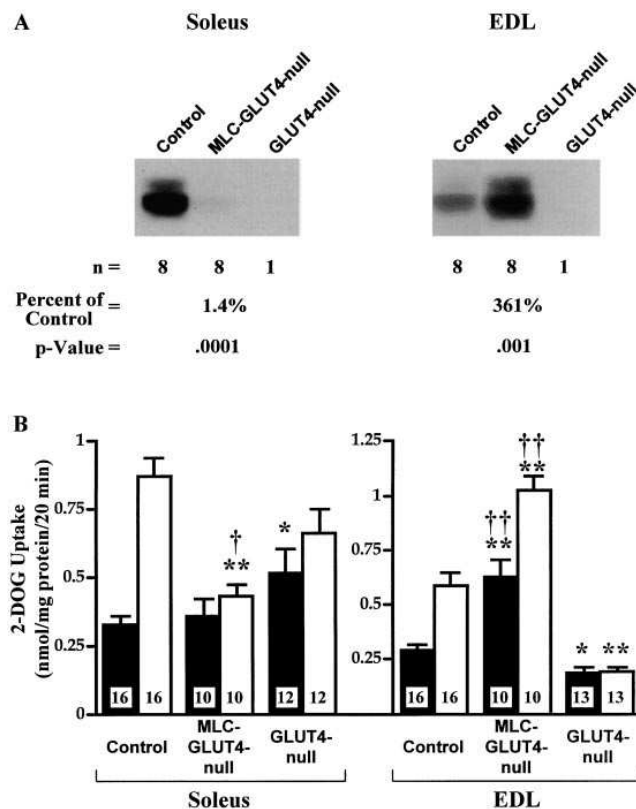 A
Soleus
EDL
Control
MLC-GLUT4-null
GLUT4-null
Control
MLC-GLUT4-null
GLUT4-null
n = 8 8 1 8 8 1
Percent of Control = 1.4% 361%
p-Value = .0001 .001
B
2-DOG Uptake
(nmol/mg protein/20 min)
1
0.75
0.5
0.25
0
1.25
1
0.75
0.5
0.25
†
**
*
††
**
††
**
*
**
16 16 10 10 12 12
16 16 10 10 13 13
Control
MLC-
GLUT4-
null
GLUT4-
null
Control
MLC-
GLUT4-
null
GLUT4-
null
Soleus
EDL